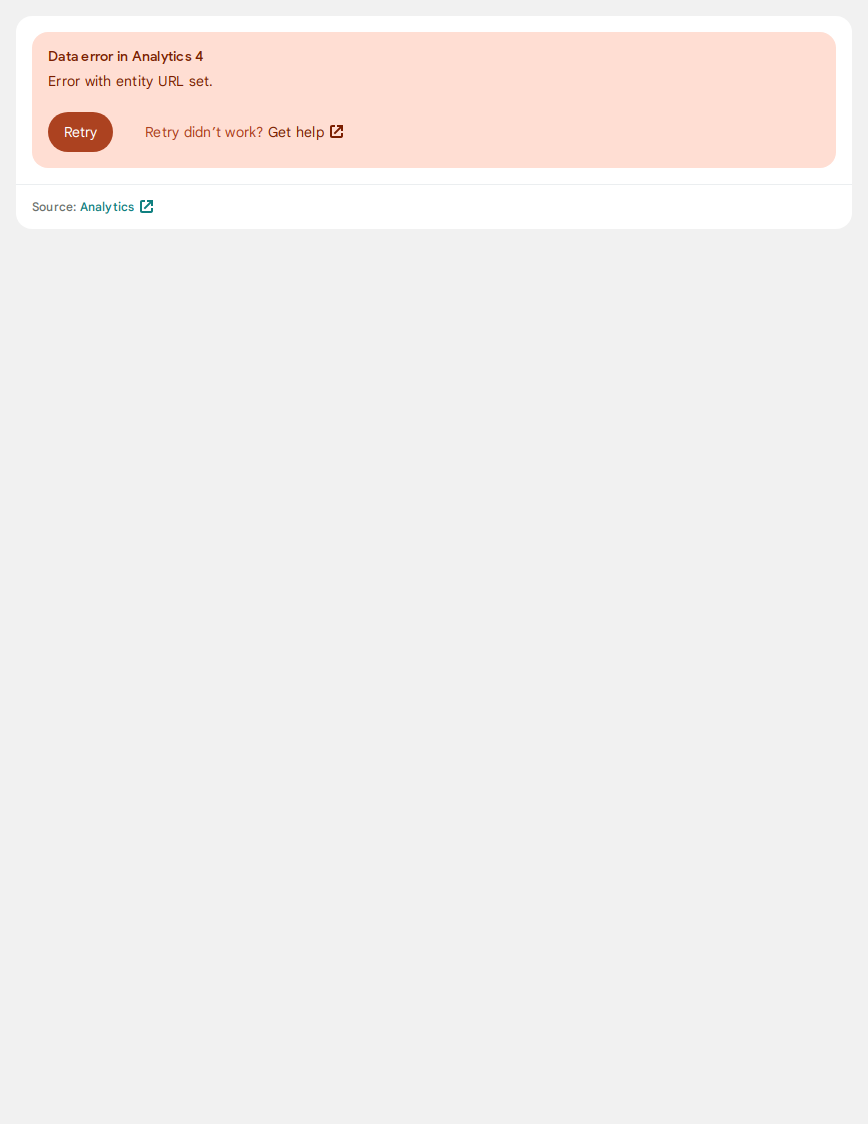 Data error in Analytics 4
Error with entity URL set.
Retry
Retry didn’t work? Get help
Source: Analytics